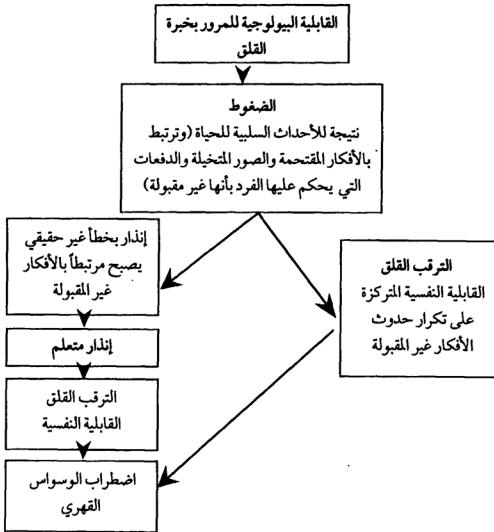 القابلية البيولوجية للمرور بخبرة
القلق
الضغوط
نتيجة للأحداث السلبية للحياة (وترتبط
بالأفكار المقتحمة والصور المتخيلة والدفعات
التي يحكم عليها الفرد بأنها غير مقبولة)
إنذار بخطأ غير حقيقي
يصبح مرتبطاً بالأفكار
غير المقبولة
إنذار متعلم
الترقب القلق
القابلية النفسية
اضطراب الوسواس
القهري
الترقب القلق
القابلية النفسية المتركزة
على تكرار حدوث
الأفكار غير المقبولة